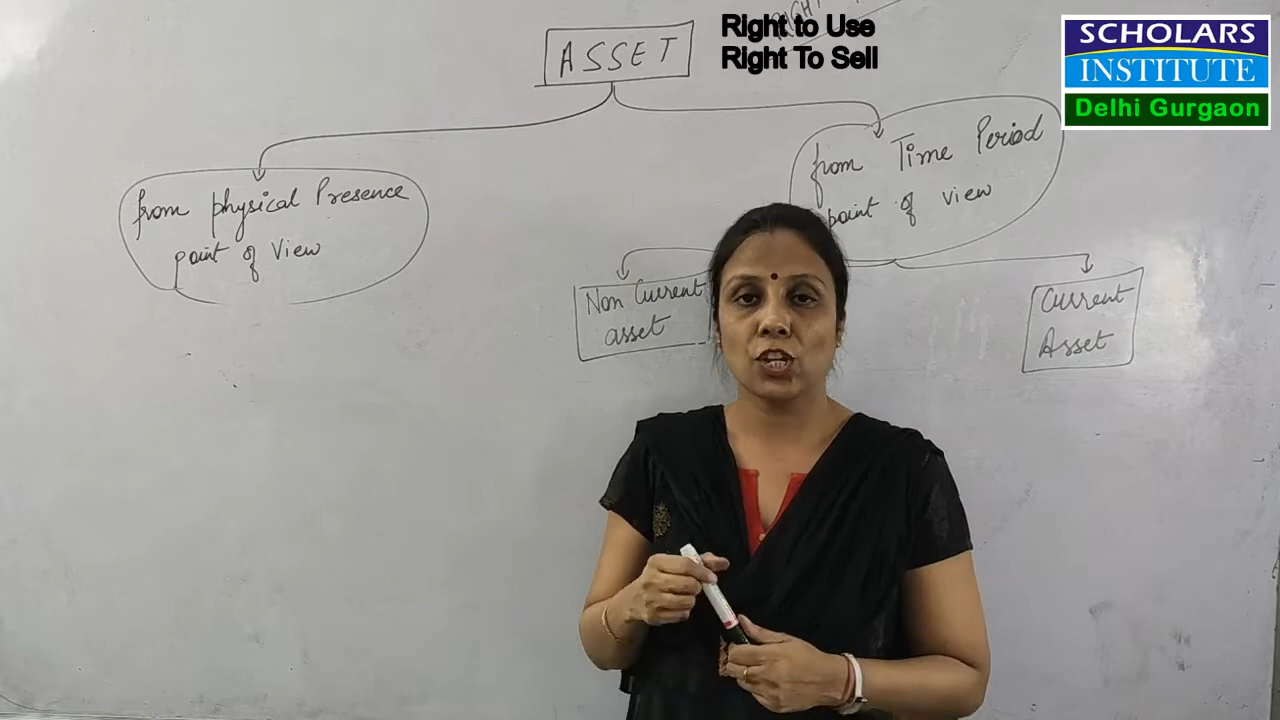 ASSET
Right to Use
Right To Sell
SCHOLARS
INSTITUTE
Delhi Gurgaon
from physical Presence
point of View
from Time Period
point of view
Non Current
asset
Current
Asset